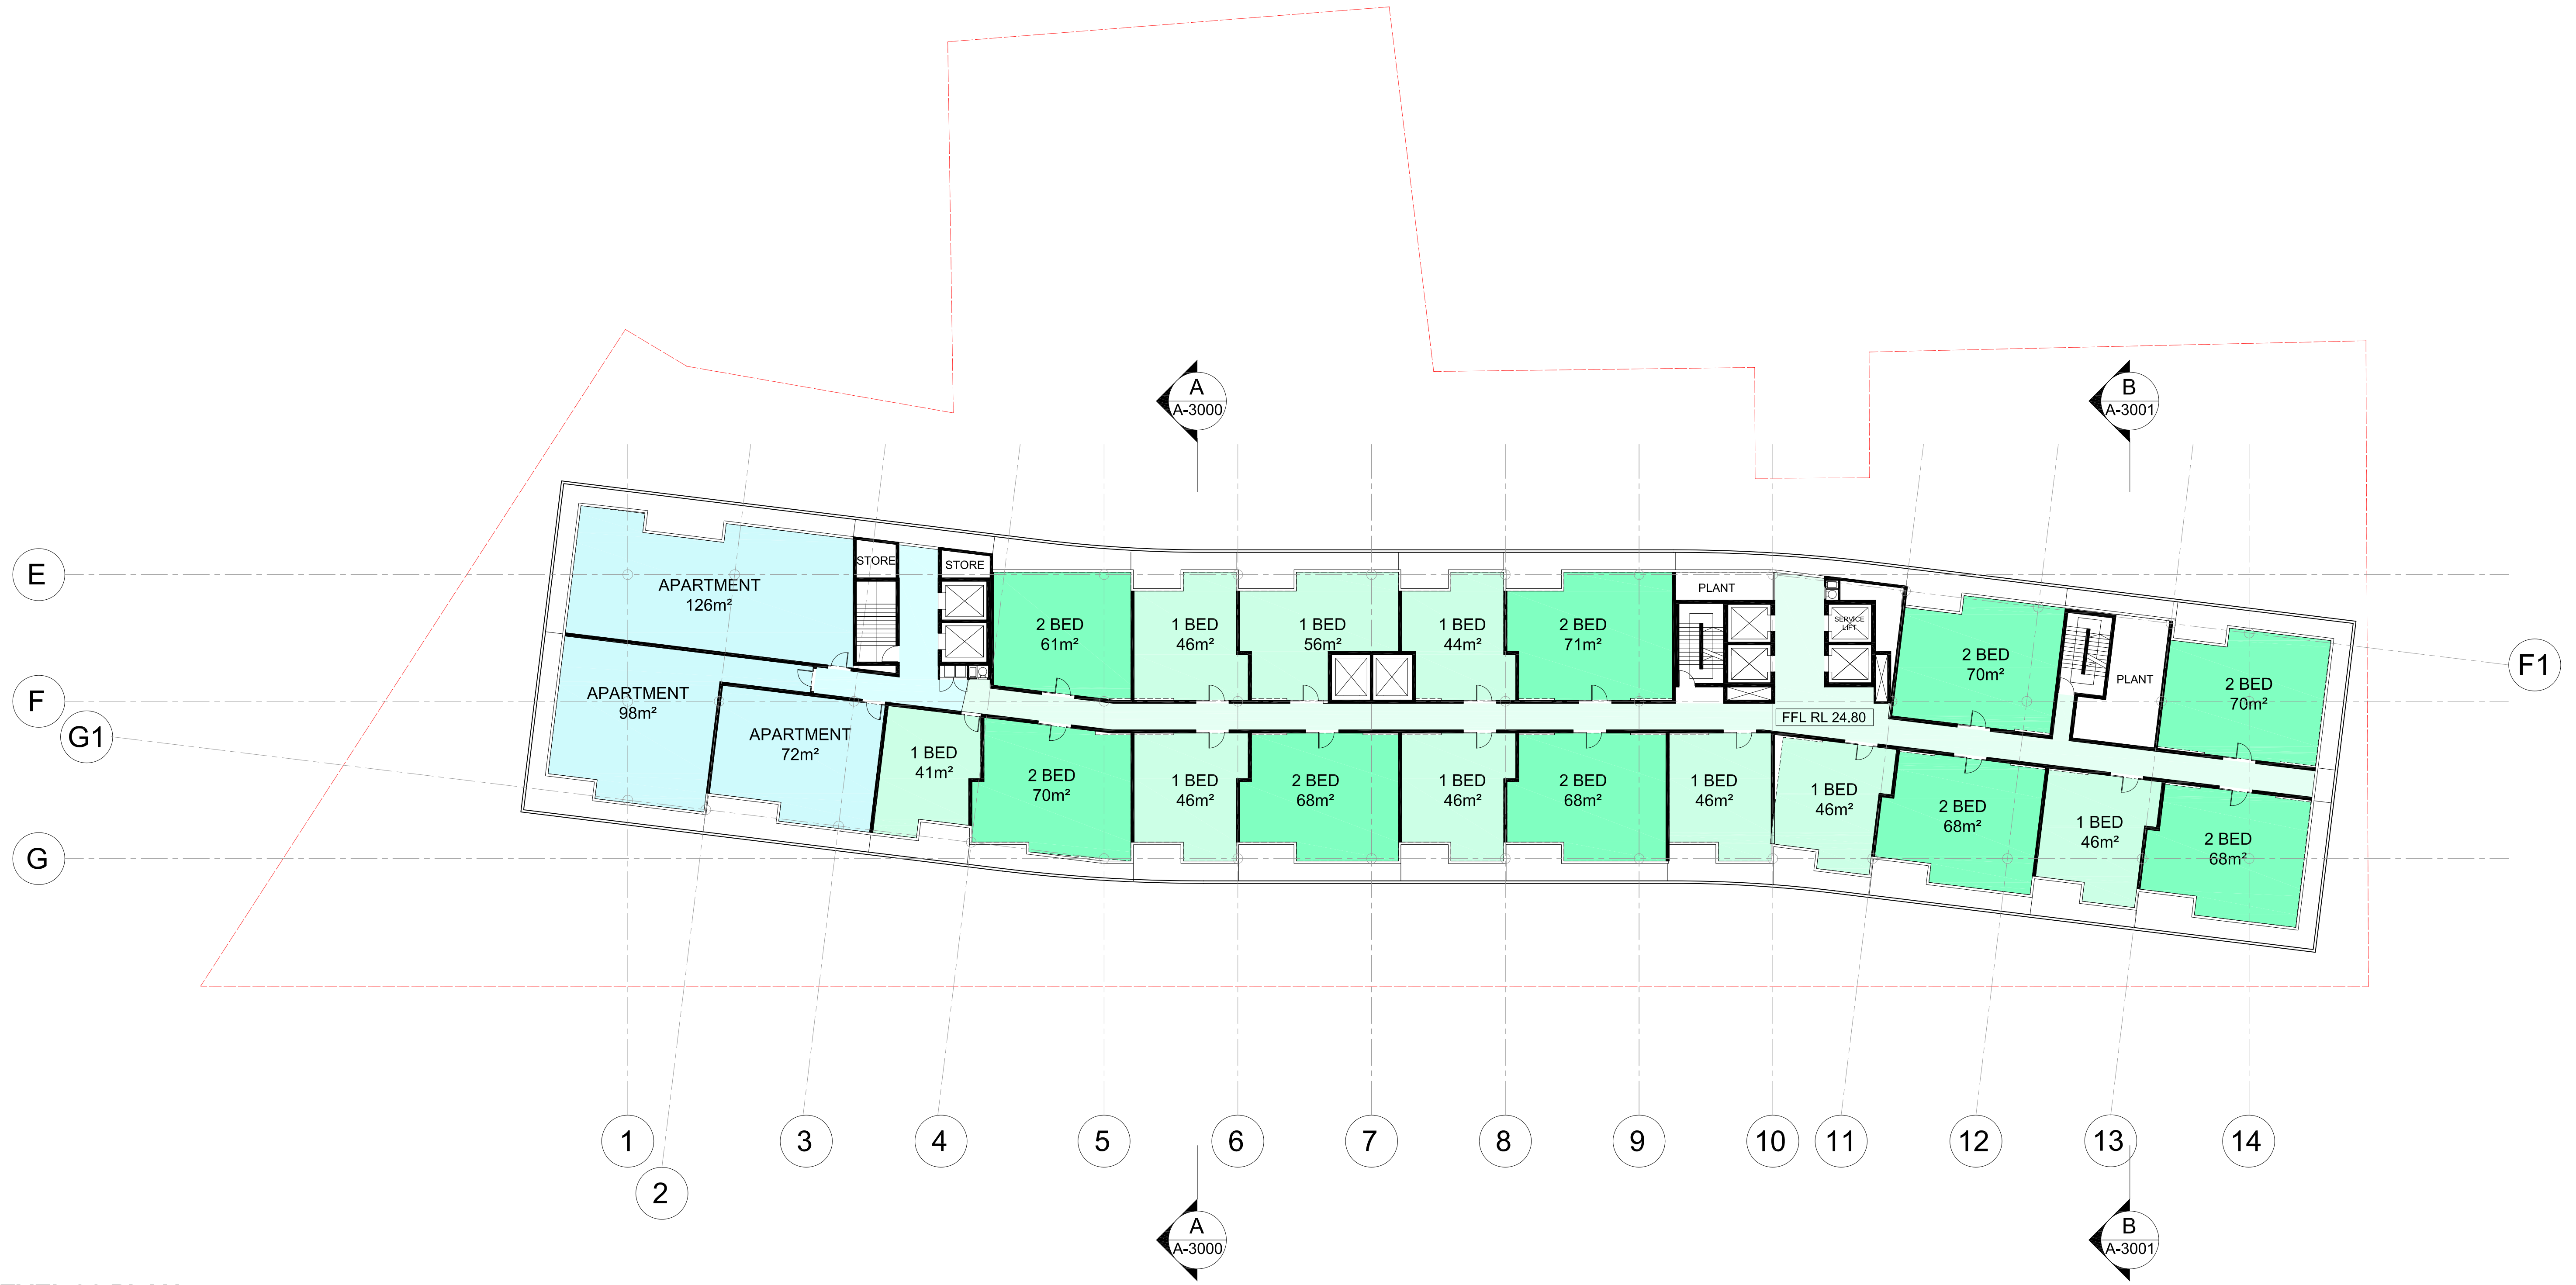 A
A-3000
B
A-3001
E
STORE
STORE
APARTMENT
126m²
PLANT
SERVICE
LIFT
2 BED
61m²
1 BED
46m²
1 BED
56m²
1 BED
44m²
2 BED
71m²
2 BED
70m²
PLANT
2 BED
70m²
F1
F
APARTMENT
98m²
G1
FFL RL 24.80
APARTMENT
72m²
1 BED
41m²
2 BED
70m²
1 BED
46m²
2 BED
68m²
1 BED
46m²
2 BED
68m²
1 BED
46m²
1 BED
46m²
2 BED
68m²
1 BED
46m²
2 BED
68m²
G
1
3
4
5
6
7
8
9
10
11
12
13
14
2
A
A-3000
B
A-3001